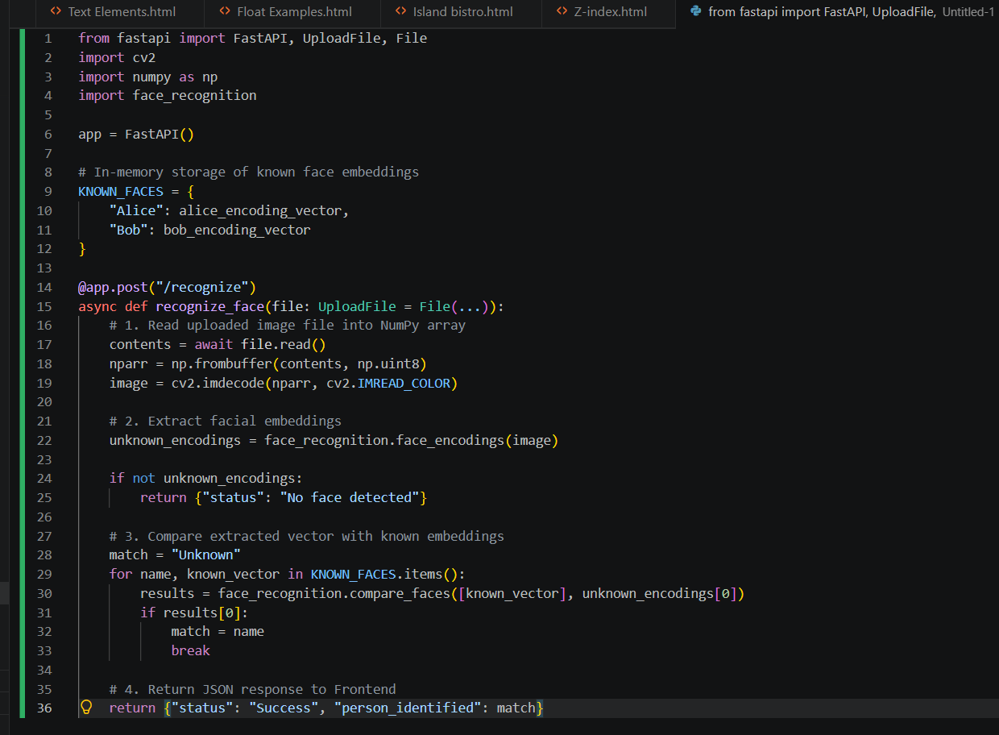 Text Elements.html
Float Examples.html
Island bistro.html
Z-index.html
from fastapi import FastAPI, UploadFile, Untitled-1
1 from fastapi import FastAPI, UploadFile, File
2 import cv2
3 import numpy as np
4 import face_recognition
5
6 app = FastAPI()
7
8 # In-memory storage of known face embeddings
9 KNOWN_FACES = {
10     "Alice": alice_encoding_vector,
11     "Bob": bob_encoding_vector
12 }
13
14 @app.post("/recognize")
15 async def recognize_face(file: UploadFile = File(...)):
16     # 1. Read uploaded image file into NumPy array
17     contents = await file.read()
18     nparr = np.frombuffer(contents, np.uint8)
19     image = cv2.imdecode(nparr, cv2.IMREAD_COLOR)
20
21     # 2. Extract facial embeddings
22     unknown_encodings = face_recognition.face_encodings(image)
23
24     if not unknown_encodings:
25         return {"status": "No face detected"}
26
27     # 3. Compare extracted vector with known embeddings
28     match = "Unknown"
29     for name, known_vector in KNOWN_FACES.items():
30         results = face_recognition.compare_faces([known_vector], unknown_encodings[0])
31         if results[0]:
32             match = name
33             break
34
35     # 4. Return JSON response to Frontend
36     return {"status": "Success", "person_identified": match}